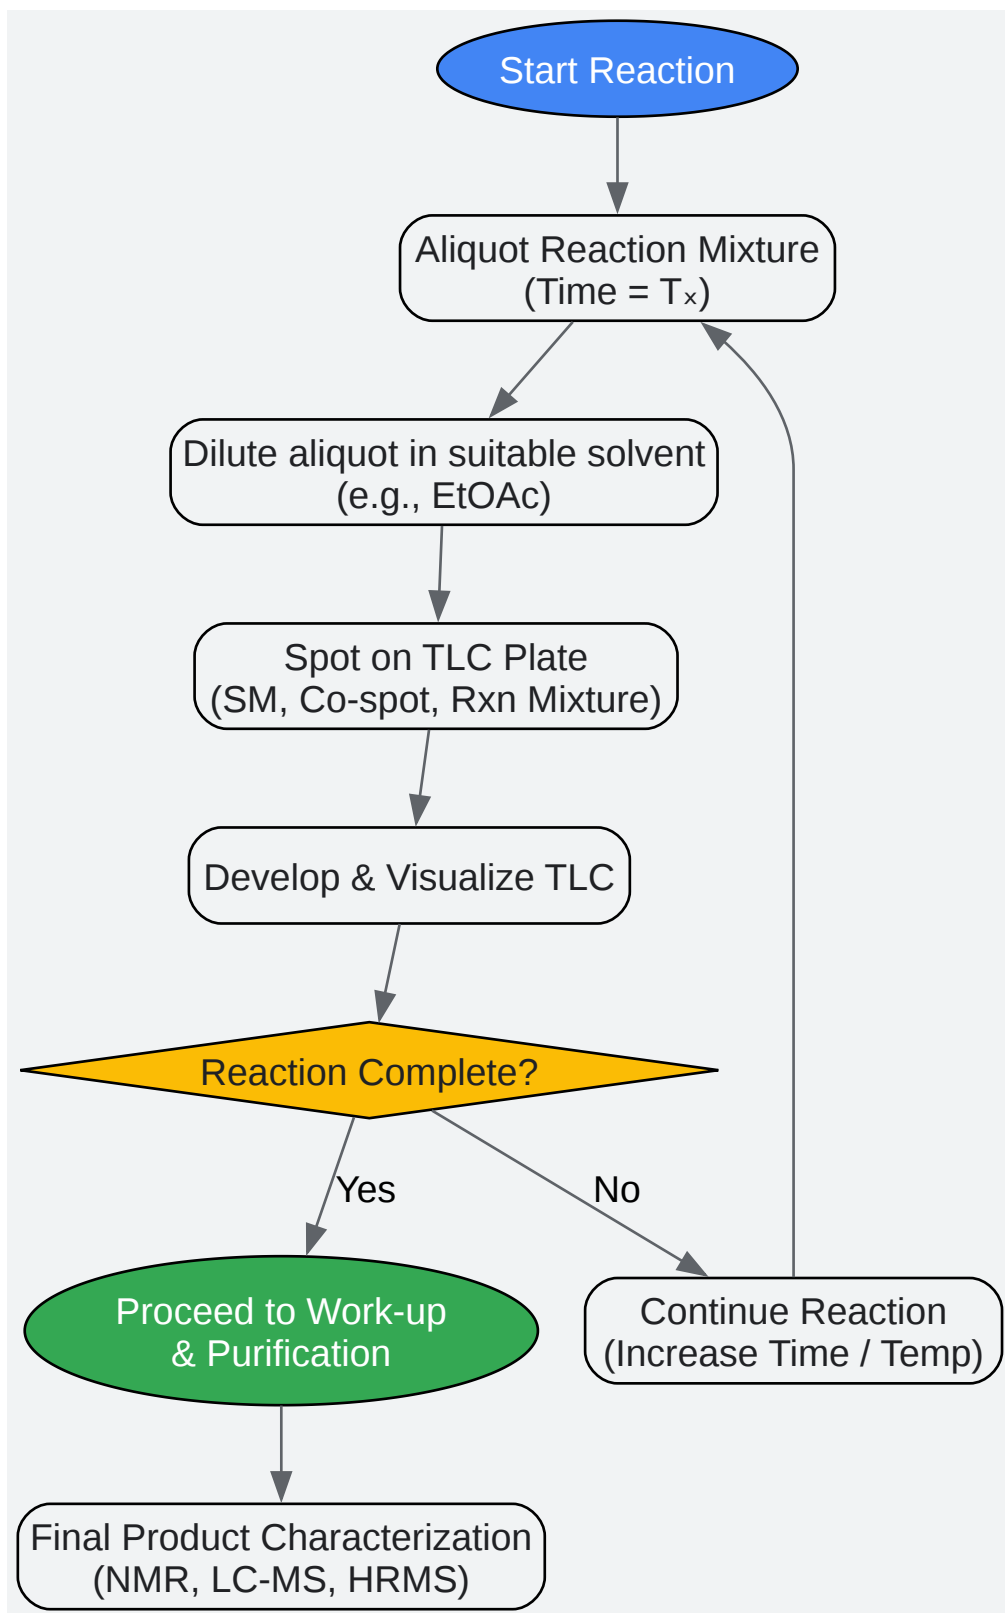 Start Reaction
Aliquot Reaction Mixture
(Time = Tₓ)
Dilute aliquot in suitable solvent
(e.g., EtOAc)
Spot on TLC Plate
(SM, Co-spot, Rxn Mixture)
Develop & Visualize TLC
Reaction Complete?
Yes
No
Proceed to Work-up
& Purification
Continue Reaction
(Increase Time / Temp)
Final Product Characterization
(NMR, LC-MS, HRMS)